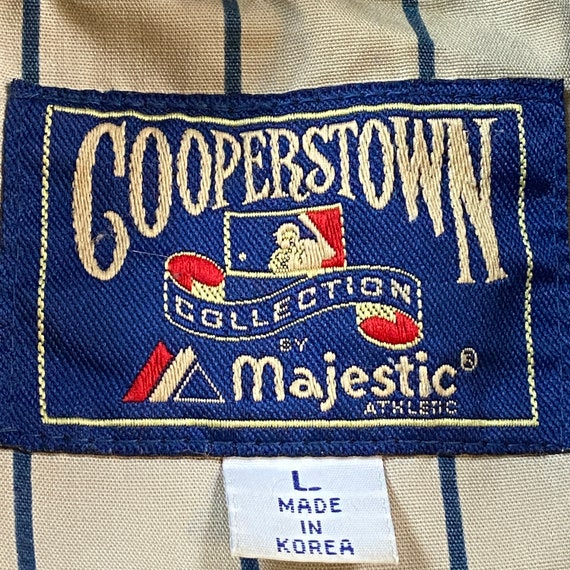 COOPERSTOWN
COLLECTION
BY
Majestic®
ATHLETIC
L
MADE
IN
KOREA